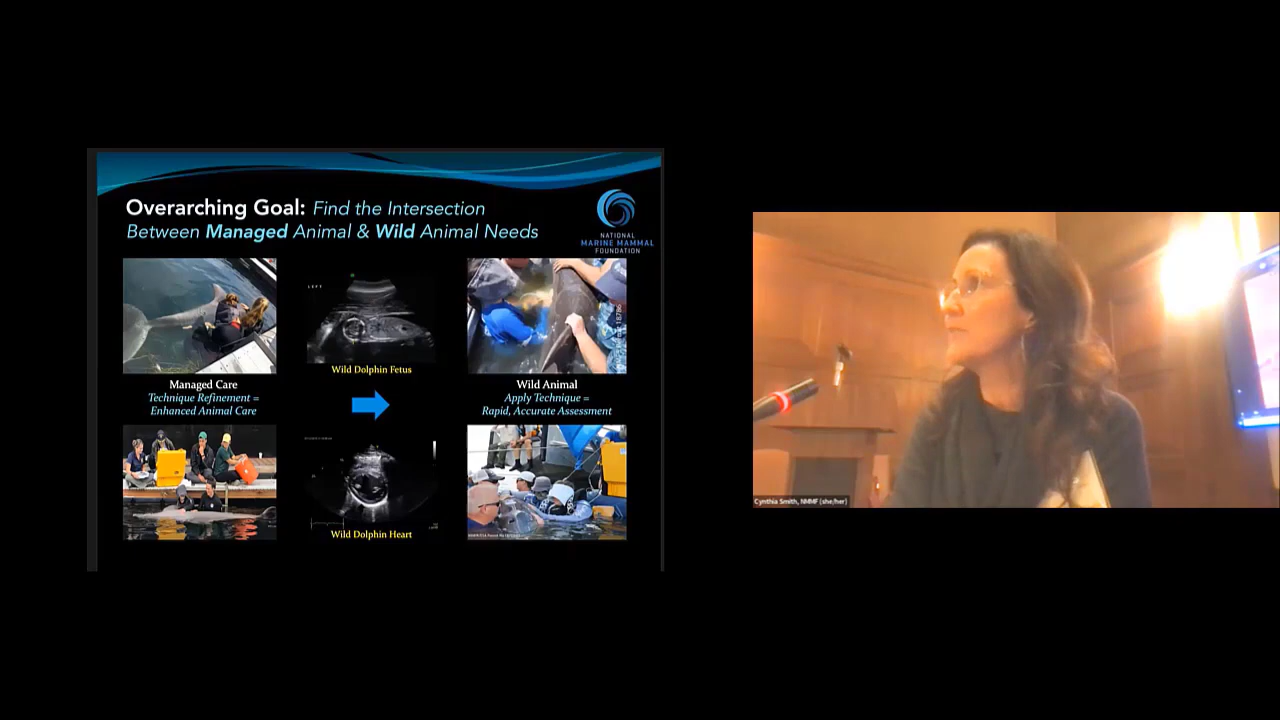 Overarching Goal: Find the Intersection
Between Managed Animal & Wild Animal Needs
NATIONAL
MARINE MAMMAL
FOUNDATION
LEFT
Wild Dolphin Fetus
Managed Care
Technique Refinement =
Enhanced Animal Care
Wild Animal
Apply Technique =
Rapid, Accurate Assessment
Wild Dolphin Heart
Cynthia Smith, NMMF (she/her)